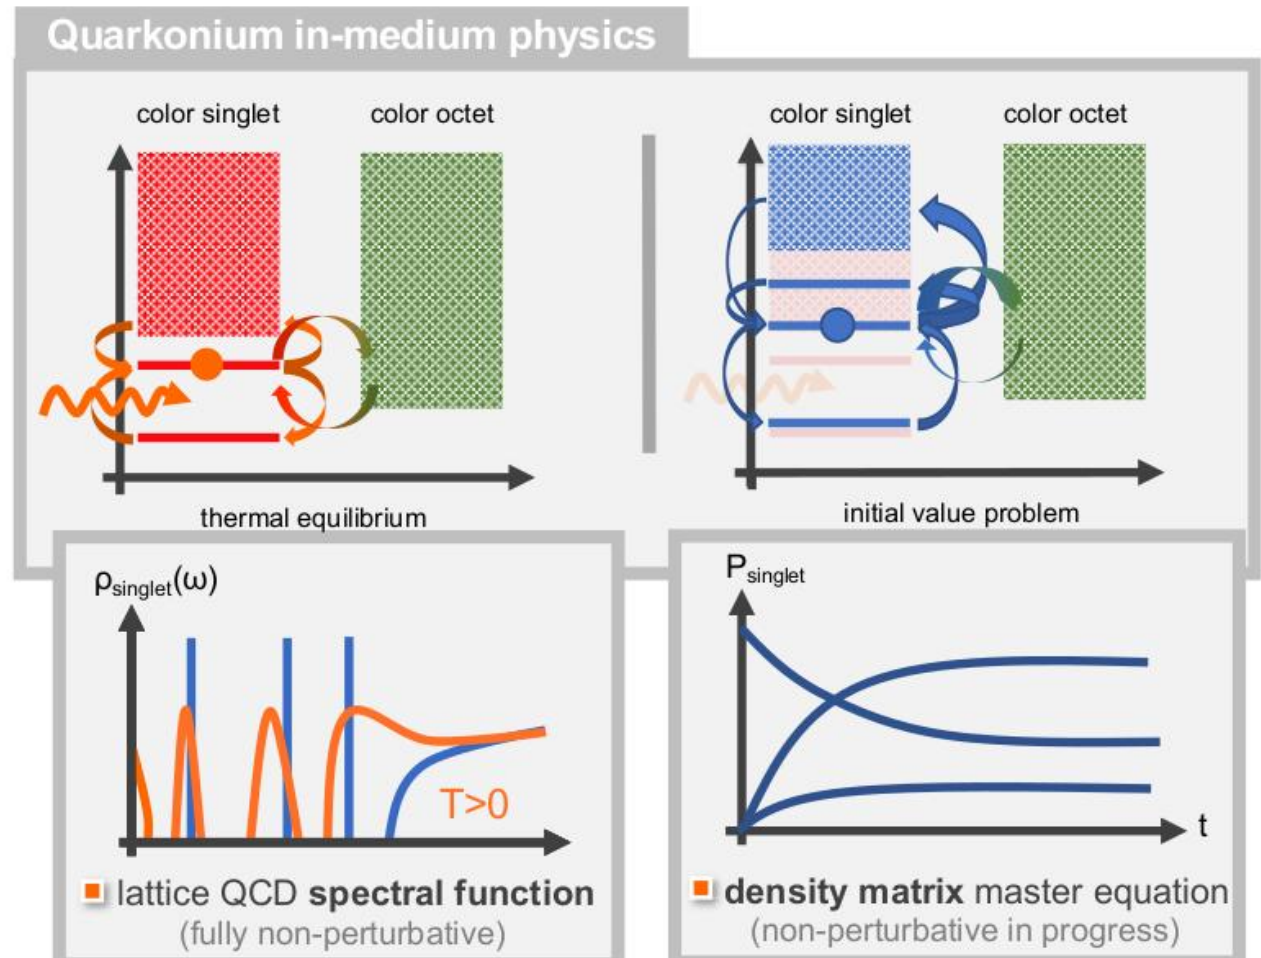 Quarkonium in-medium physics
color singlet
color octet
color singlet
color octet
thermal equilibrium
initial value problem
ρsinglet(ω)
T>0
lattice QCD spectral function
(fully non-perturbative)
Psinglet
t
density matrix master equation
(non-perturbative in progress)